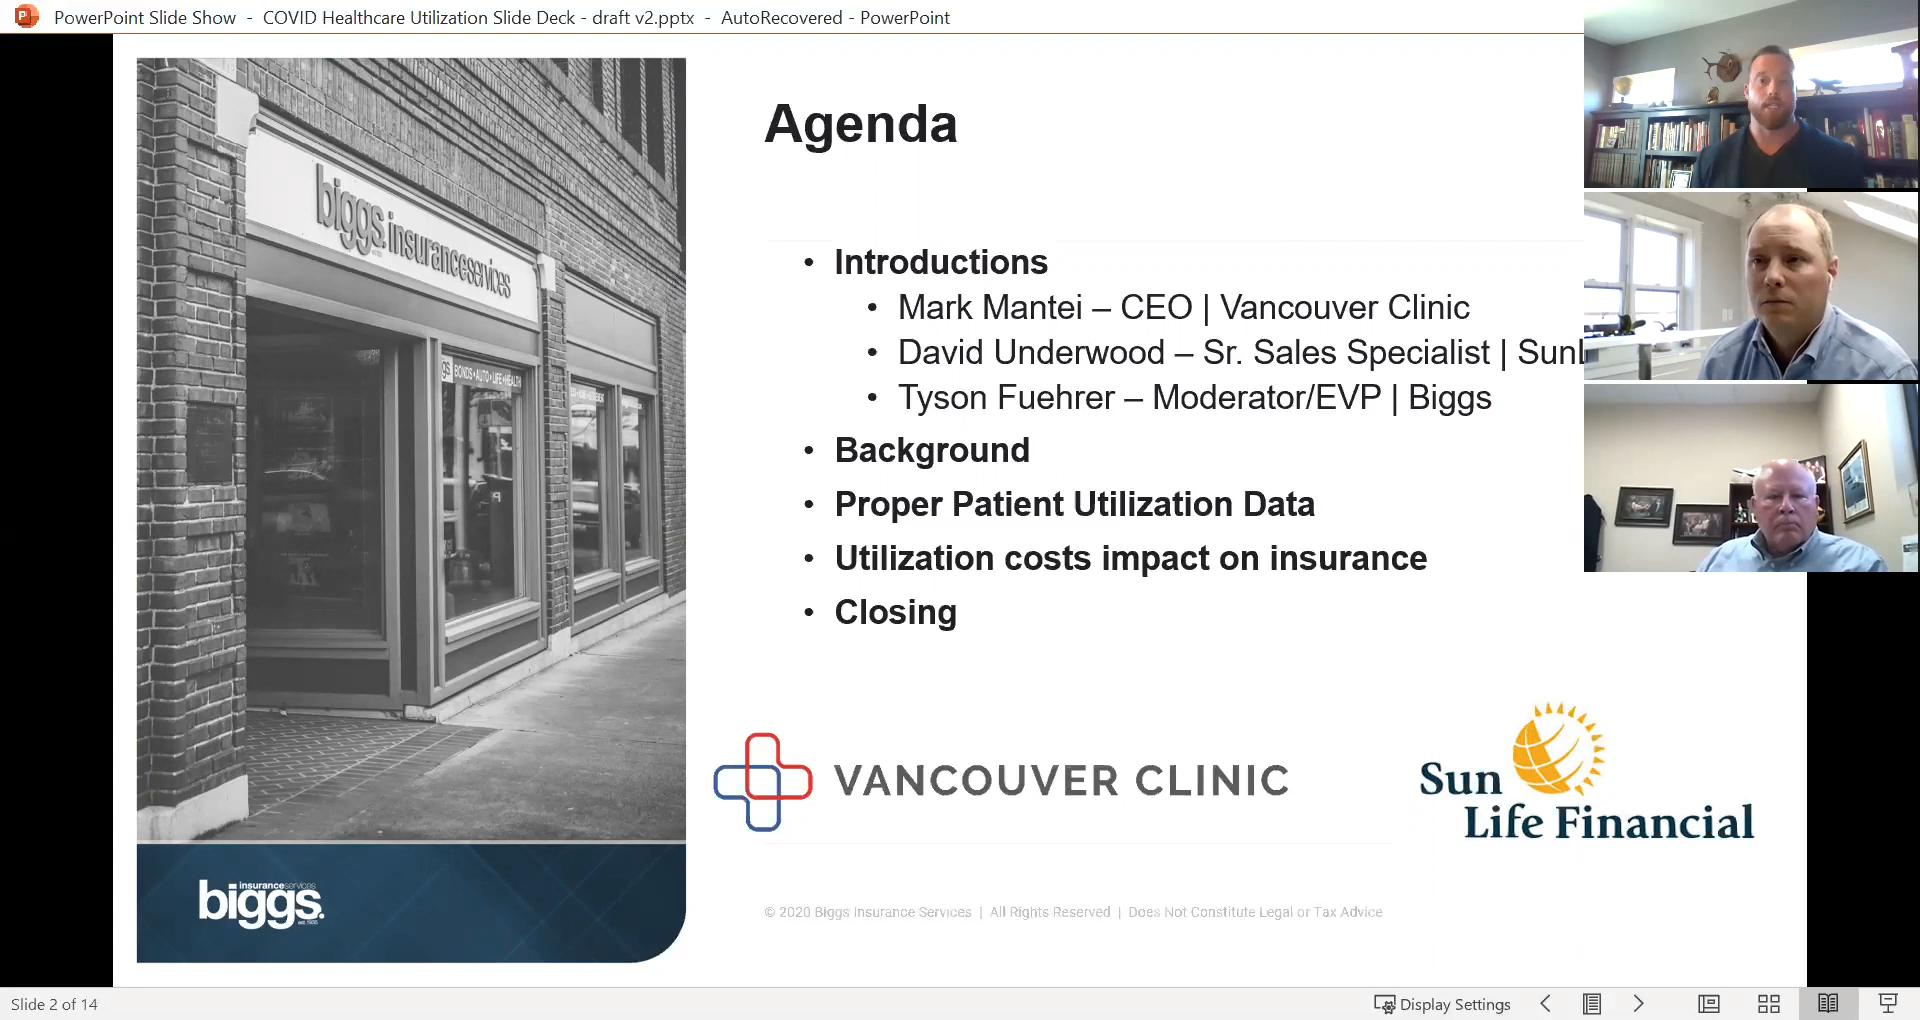 PowerPoint Slide Show - COVID Healthcare Utilization Slide Deck - draft v2.pptx - AutoRecovered - PowerPoint
biggs. insuranceservices
BONDS • AUTO • LIFE • HEALTH
Agenda
• Introductions
• Mark Mantei – CEO | Vancouver Clinic
• David Underwood – Sr. Sales Specialist | Sun
• Tyson Fuehrer – Moderator/EVP | Biggs
• Background
• Proper Patient Utilization Data
• Utilization costs impact on insurance
• Closing
VANCOUVER CLINIC
Sun
Life Financial
insuranceservices
biggs.
© 2020 Biggs Insurance Services | All Rights Reserved | Does Not Constitute Legal or Tax Advice
Slide 2 of 14
Display Settings